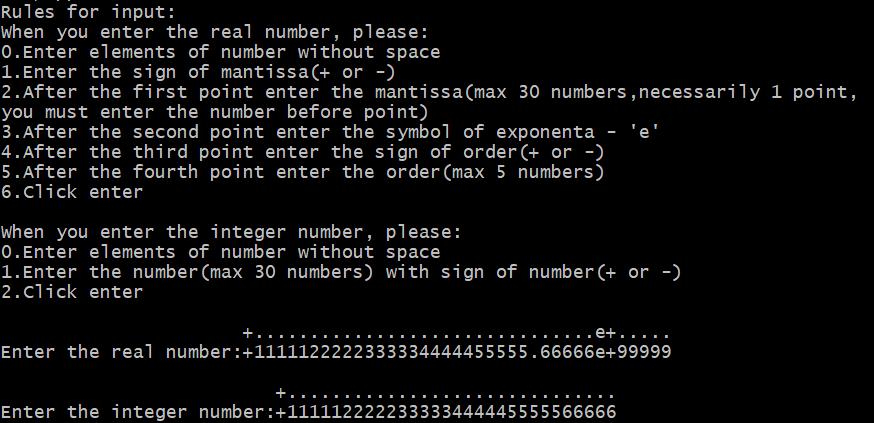 Rules for input:
When you enter the real number, please:
0.Enter elements of number without space
1.Enter the sign of mantissa(+ or -)
2.After the first point enter the mantissa(max 30 numbers,necessarily 1 point,
you must enter the number before point)
3.After the second point enter the symbol of exponenta - 'e'
4.After the third point enter the sign of order(+ or -)
5.After the fourth point enter the order(max 5 numbers)
6.Click enter
When you enter the integer number, please:
0.Enter elements of number without space
1.Enter the number(max 30 numbers) with sign of number(+ or -)
2.Click enter
+...............................e+.....
Enter the real number:+1111122222333334444455555.66666e+99999
+..............................
Enter the integer number:+111112222233333444445555566666